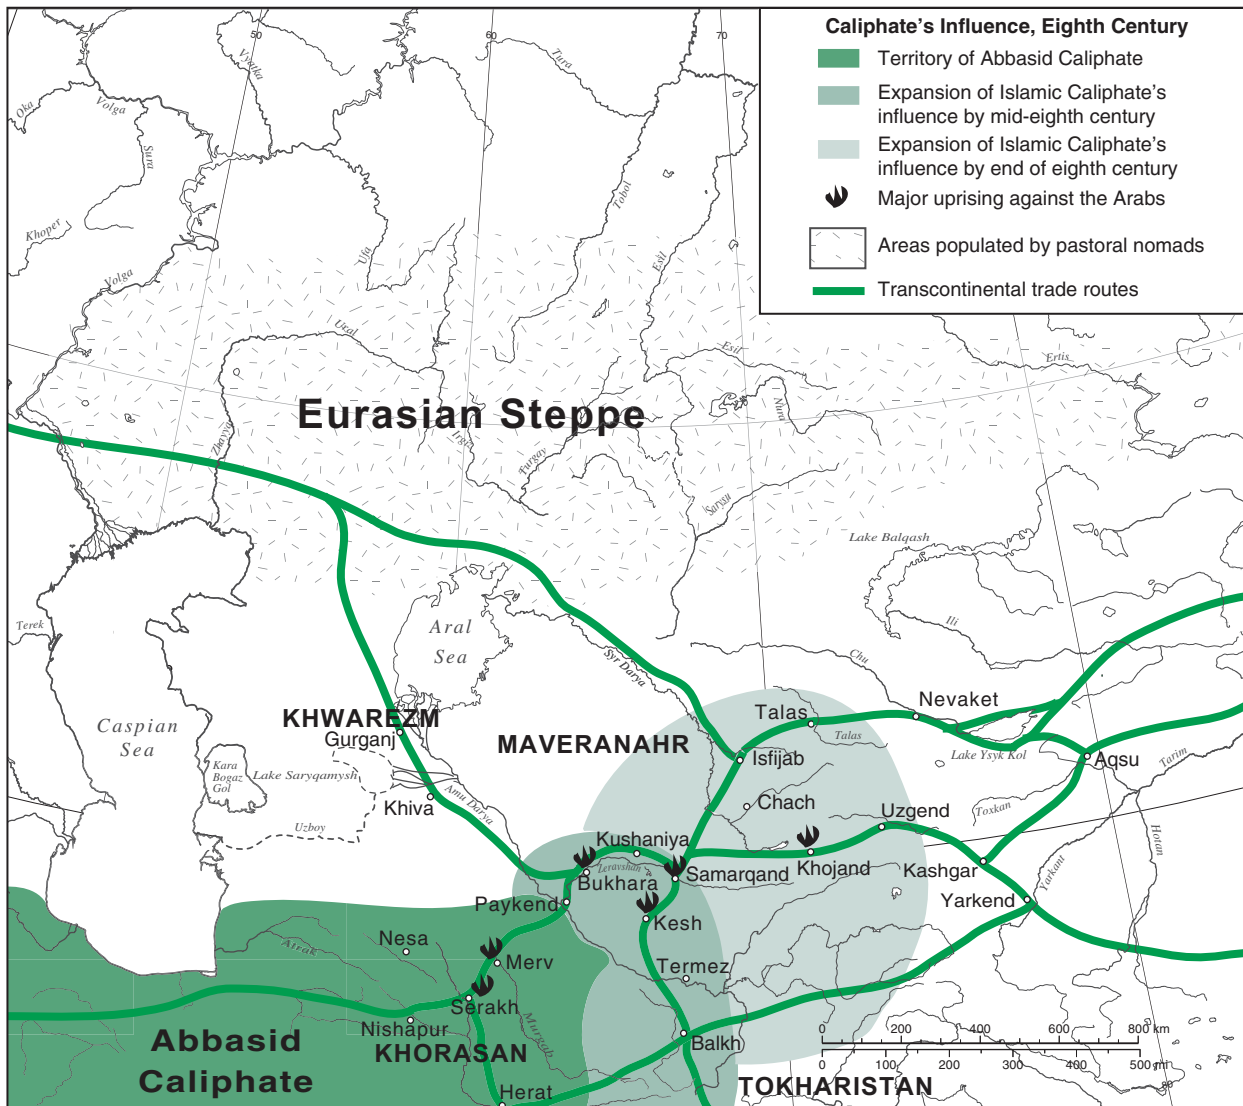 Caliphate's Influence, Eighth Century
Territory of Abbasid Caliphate
Expansion of Islamic Caliphate's
influence by mid-eighth century
Expansion of Islamic Caliphate's
influence by end of eighth century
Major uprising against the Arabs
Areas populated by pastoral nomads
Transcontinental trade routes
50
60
70
Vyatka
Tura
Oka
Volga
Sura
Tobol
Khoper
Ufa
Esil
Volga
Ucal
Esil
Ertis
Nura
Eurasian Steppe
Zhayya
Irgiz
Turgay
Sarysu
Lake Balqash
Terek
Aral
Sea
Ili
Syr Darya
Chu
Caspian
Sea
KHWAREZM
Gurganj
MAVERANAHR
Talas
Nevaket
Talas
Isfijab
Lake Ysyk Kol
Aqsu
Tarim
Kara
Bogaz
Gol
Lake Saryqamysh
Khiva
Amu Darya
Chach
Toxkan
Uzboy
Uzgend
Hotan
Kushaniya
Leravshan
Bukhara
Samarqand
Khojand
Kashgar
Yarkant
Paykend
Yarkend
Kesh
Nesa
Atrak
Merv
Termez
Serakh
Nishapur
Murgab
Balkh
0 200 400 600 800 km
0 100 200 300 400 500 mi
80
Abbasid
Caliphate
KHORASAN
Herat
TOKHARISTAN